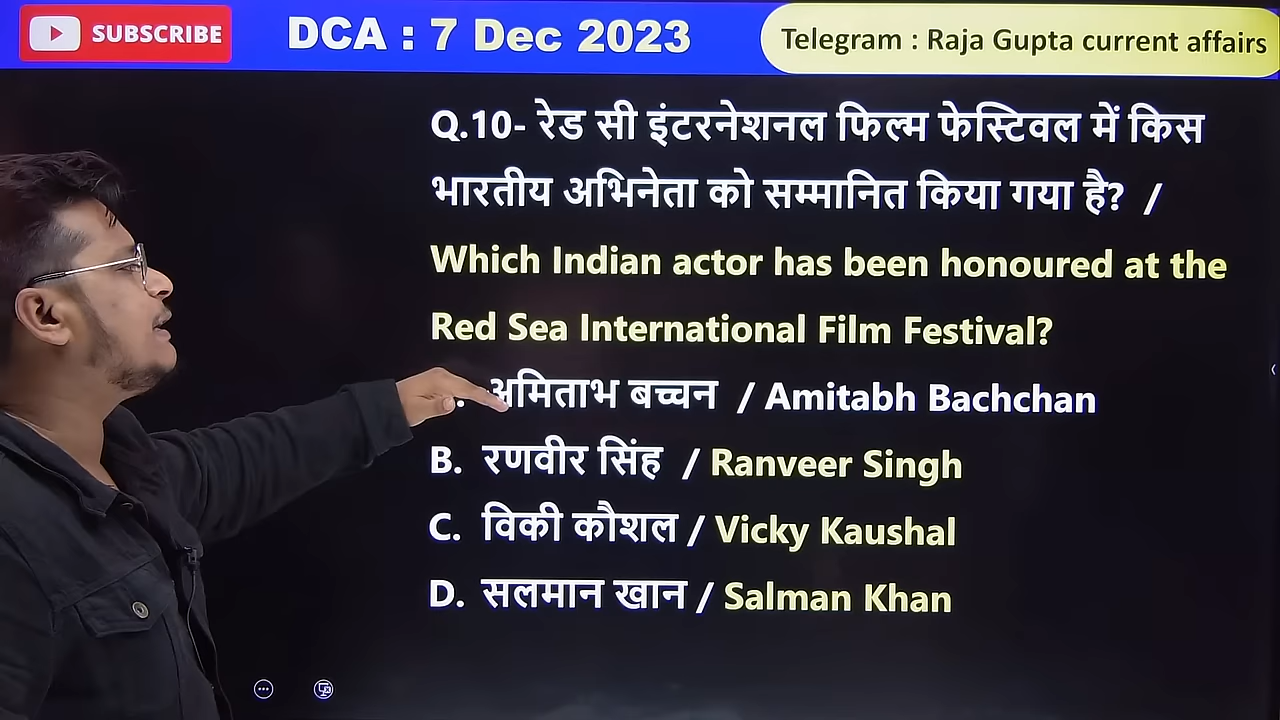 SUBSCRIBE
DCA : 7 Dec 2023
Telegram : Raja Gupta current affairs
Q.10- रेड सी इंटरनेशनल फिल्म फेस्टिवल में किस
भारतीय अभिनेता को सम्मानित किया गया है? /
Which Indian actor has been honoured at the
Red Sea International Film Festival?
अमिताभ बच्चन / Amitabh Bachchan
B. रणवीर सिंह / Ranveer Singh
C. विकी कौशल / Vicky Kaushal
D. सलमान खान / Salman Khan